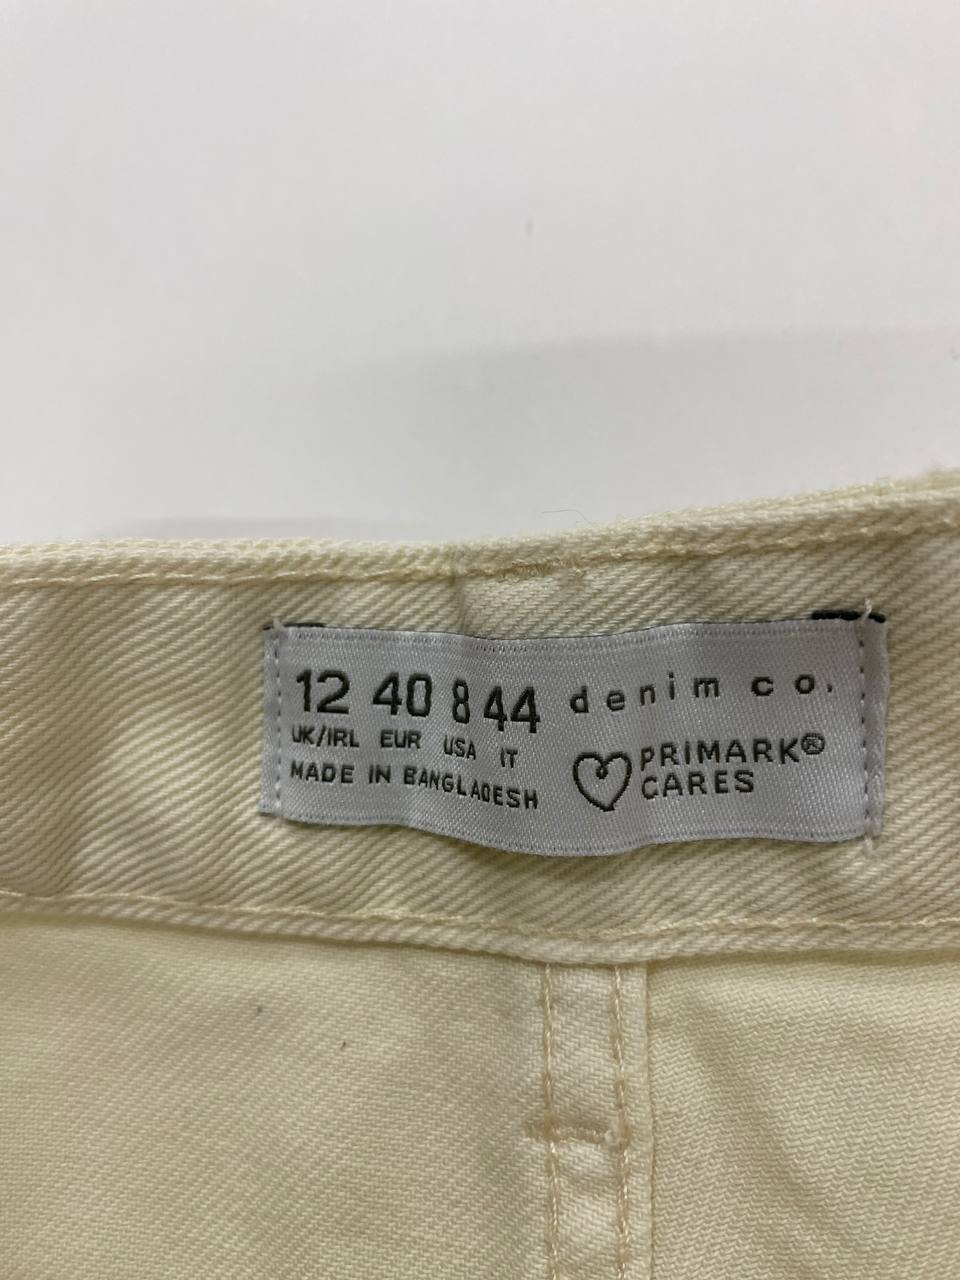 12 40 8 44
UK/IRL EUR USA IT
MADE IN BANGLADESH
denim co.
PRIMARK®
CARES